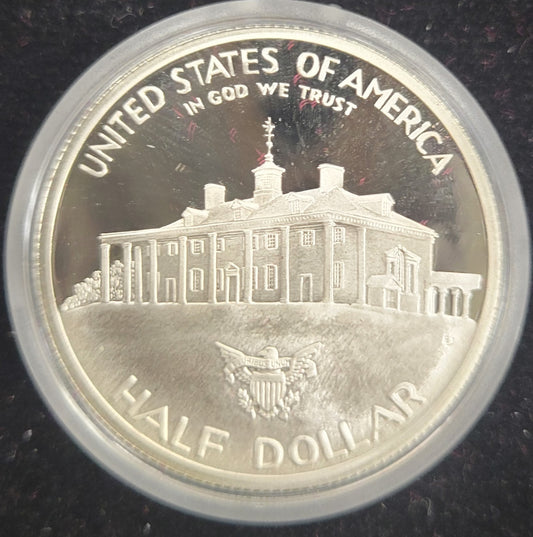 UNITED STATES OF AMERICA
IN GOD WE TRUST
HALF DOLLAR